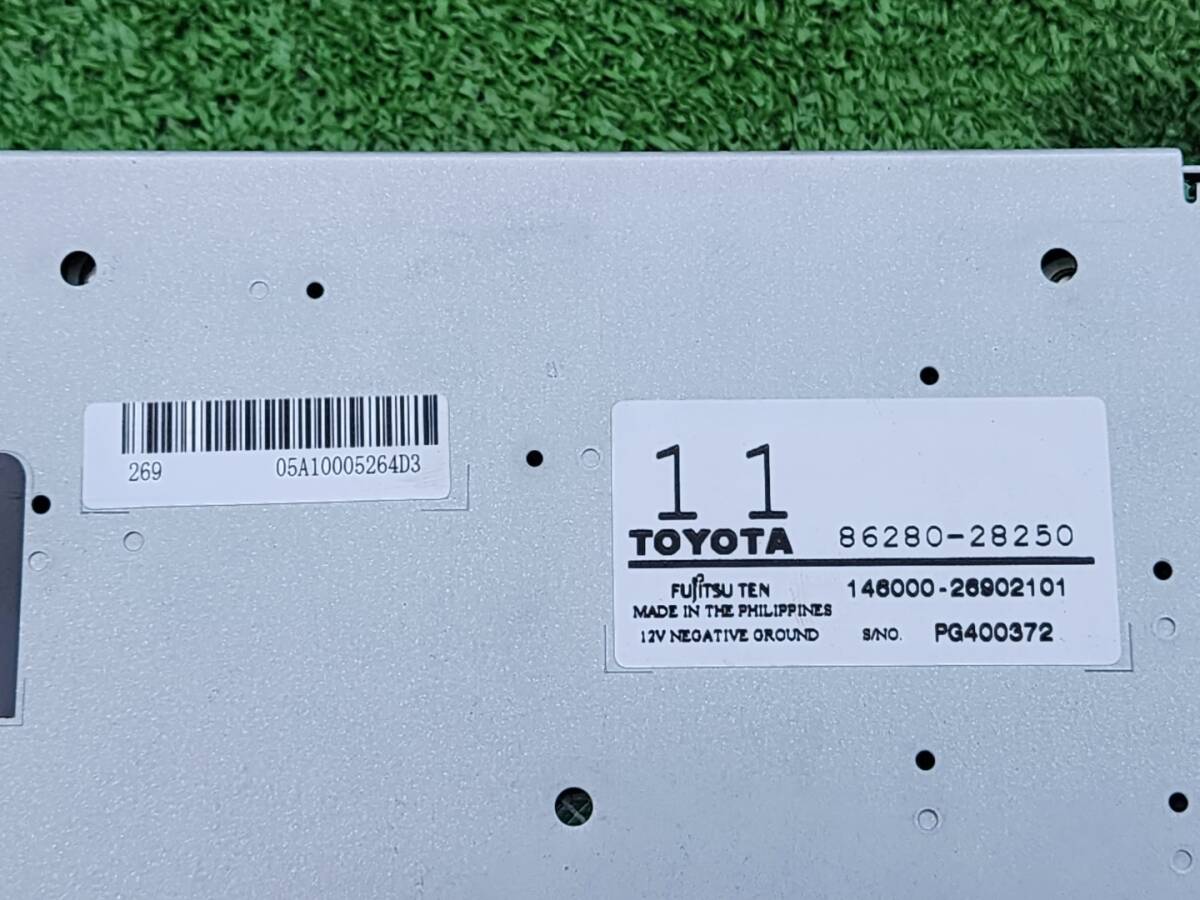 269 05A10005264D3
11
TOYOTA 86280-28250
FUJITSU TEN 146000-26902101
MADE IN THE PHILIPPINES
12V NEGATIVE GROUND S/NO. PG400372